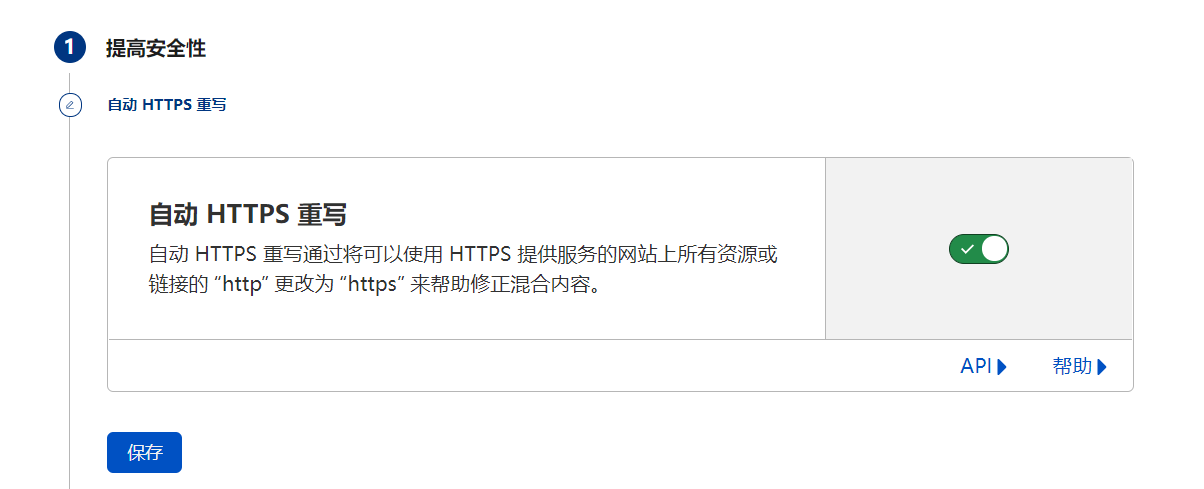 1 提高安全性
自动 HTTPS 重写
自动 HTTPS 重写
自动 HTTPS 重写通过将可以使用 HTTPS 提供服务的网站上所有资源或
链接的 “http” 更改为 “https” 来帮助修正混合内容。
API 帮助
保存